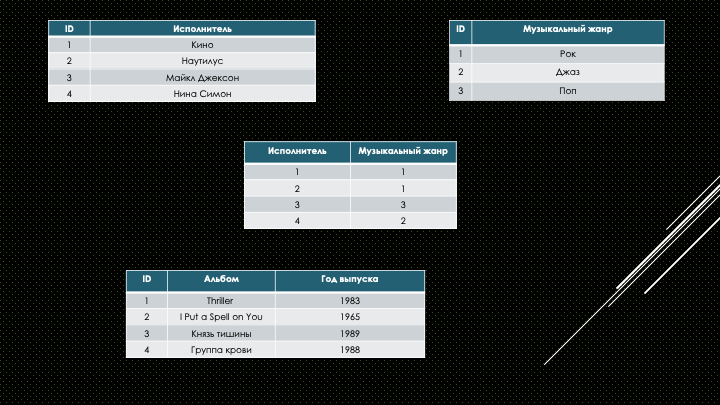 ID Исполнитель
1 Кино
2 Наутилус
3 Майкл Джексон
4 Нина Симон
ID Музыкальный жанр
1 Рок
2 Джаз
3 Поп
Исполнитель Музыкальный жанр
1 1
2 1
3 3
4 2
ID Альбом Год выпуска
1 Thriller 1983
2 I Put a Spell on You 1965
3 Князь тишины 1989
4 Группа крови 1988